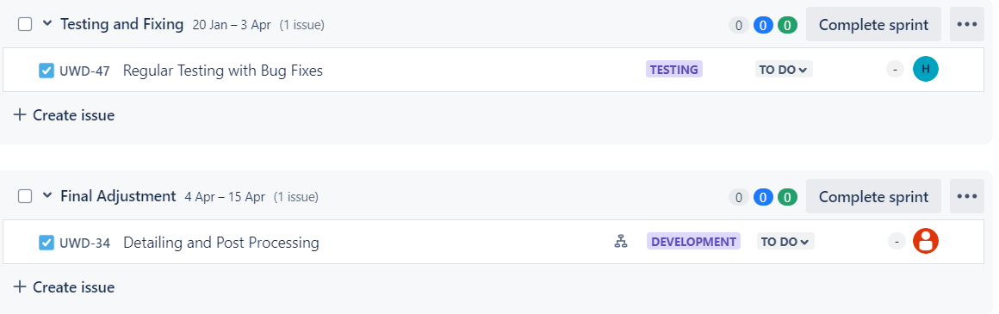 Testing and Fixing 20 Jan – 3 Apr (1 issue) 0 0 0 Complete sprint
UWD-47 Regular Testing with Bug Fixes TESTING TO DO - H
+ Create issue
Final Adjustment 4 Apr – 15 Apr (1 issue) 0 0 0 Complete sprint
UWD-34 Detailing and Post Processing DEVELOPMENT TO DO -
+ Create issue